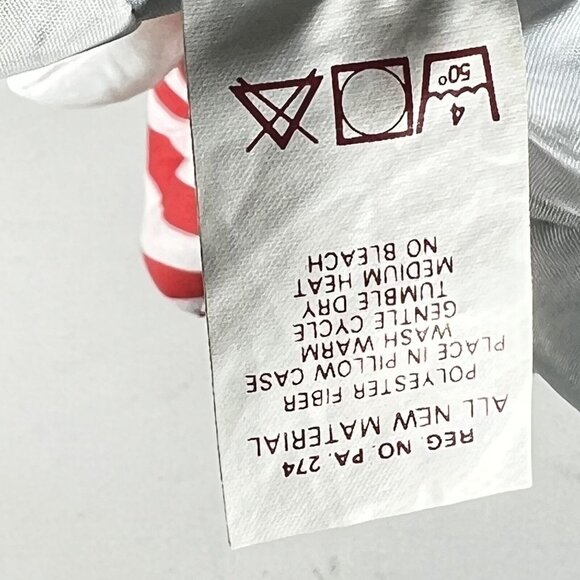 REG. NO. PA. 274
ALL NEW MATERIAL
POLYESTER FIBER
PLACE IN PILLOW CASE
WASH WARM
GENTLE CYCLE
TUMBLE DRY
MEDIUM HEAT
NO BLEACH
4
50°